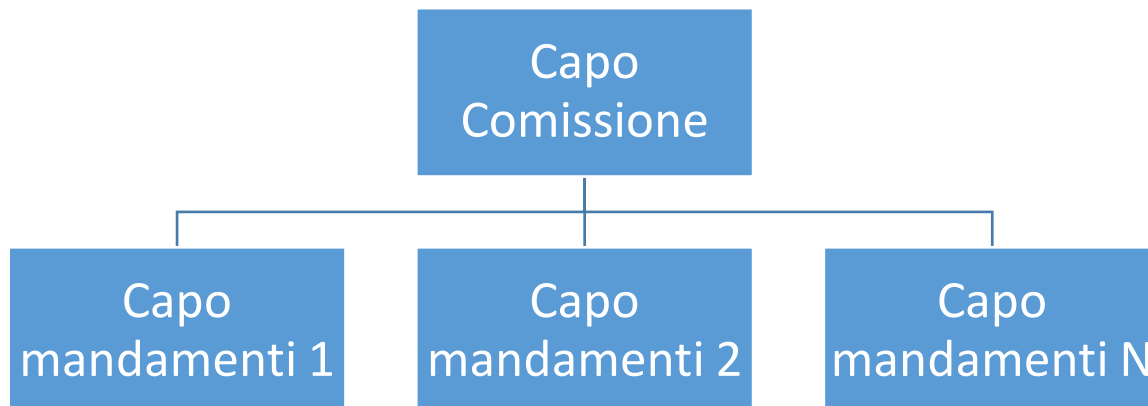 Capo
Comissione
Capo
mandamenti 1
Capo
mandamenti 2
Capo
mandamenti N